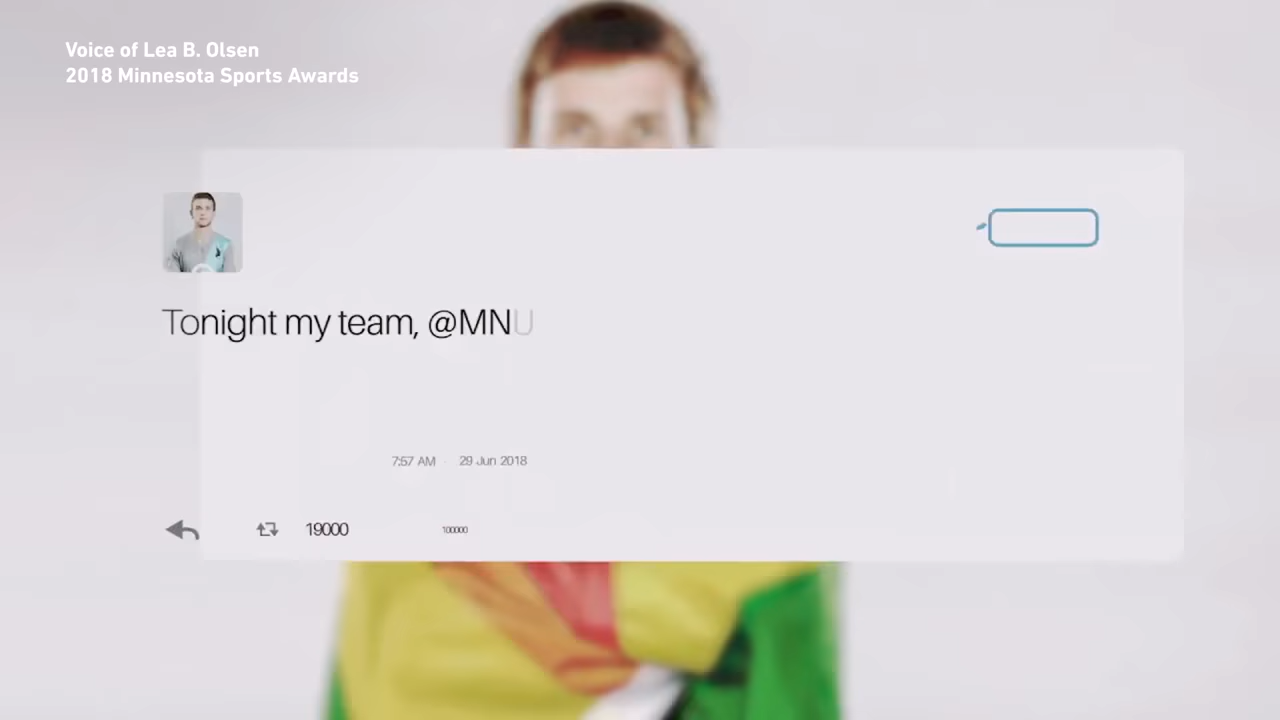 Voice of Lea B. Olsen
2018 Minnesota Sports Awards
Tonight my team, @MNU
7:57 AM · 29 Jun 2018
19000 100000